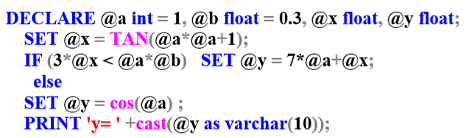 DECLARE @a int = 1, @b float = 0.3, @x float, @y float;
SET @x = TAN(@a*@a+1);
IF (3*@x < @a*@b) SET @y = 7*@a+@x;
else
SET @y = cos(@a) ;
PRINT 'y= ' +cast(@y as varchar(10));